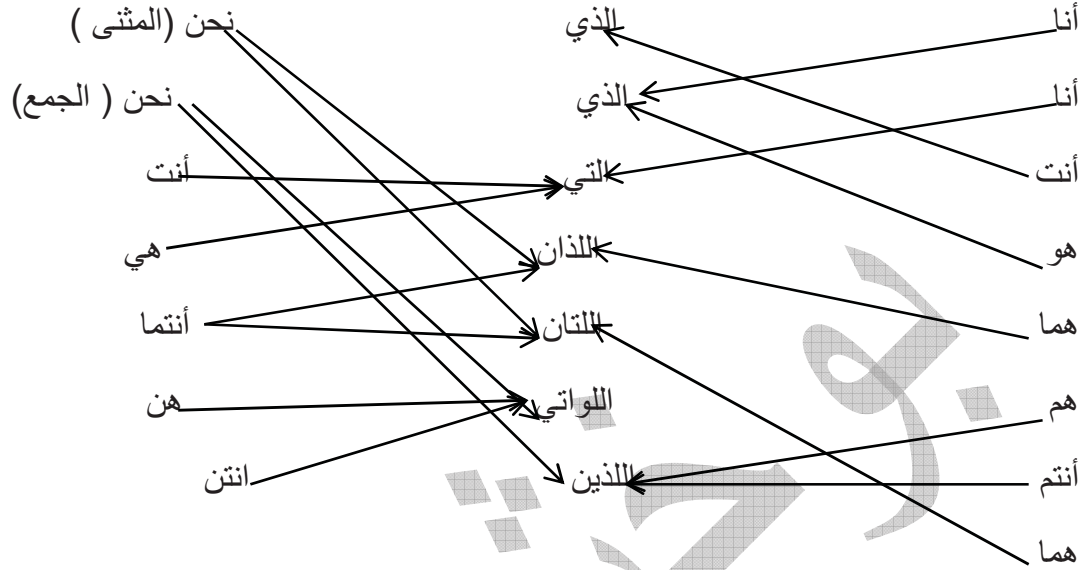 أنا الذي نحن (المثنى )
أنا الذي نحن ( الجمع)
أنت التي أنت
هو اللذان هي
هما اللتان أنتما
هم اللواتي هن
أنتم اللذين انتن
هما